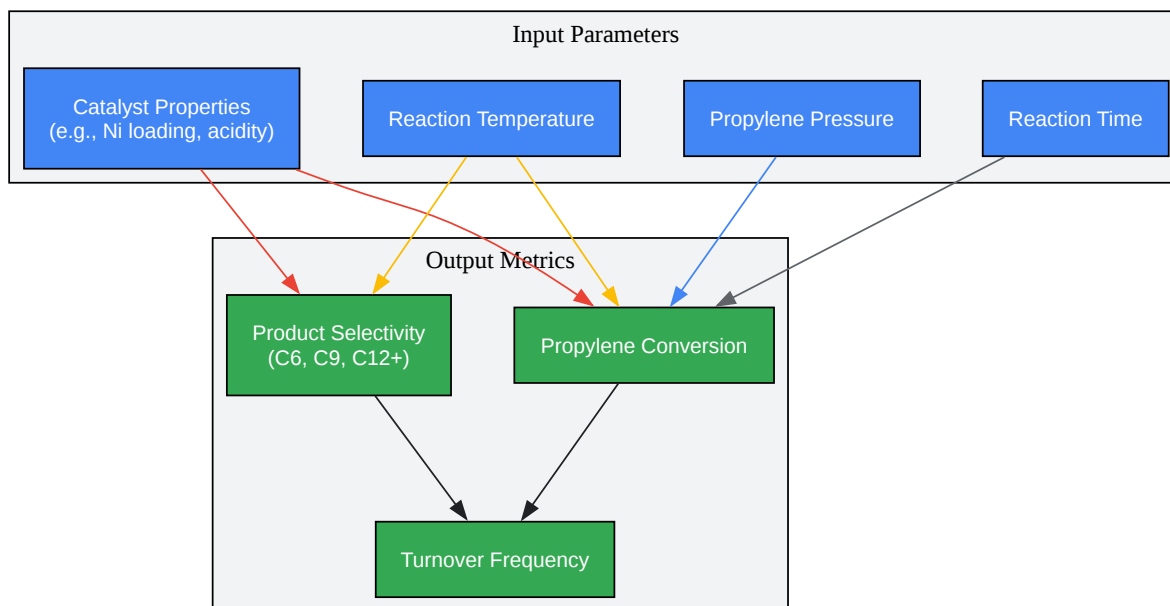 Input Parameters
Catalyst Properties
(e.g., Ni loading, acidity)
Reaction Temperature
Propylene Pressure
Reaction Time
Output Metrics
Product Selectivity
(C6, C9, C12+)
Propylene Conversion
Turnover Frequency